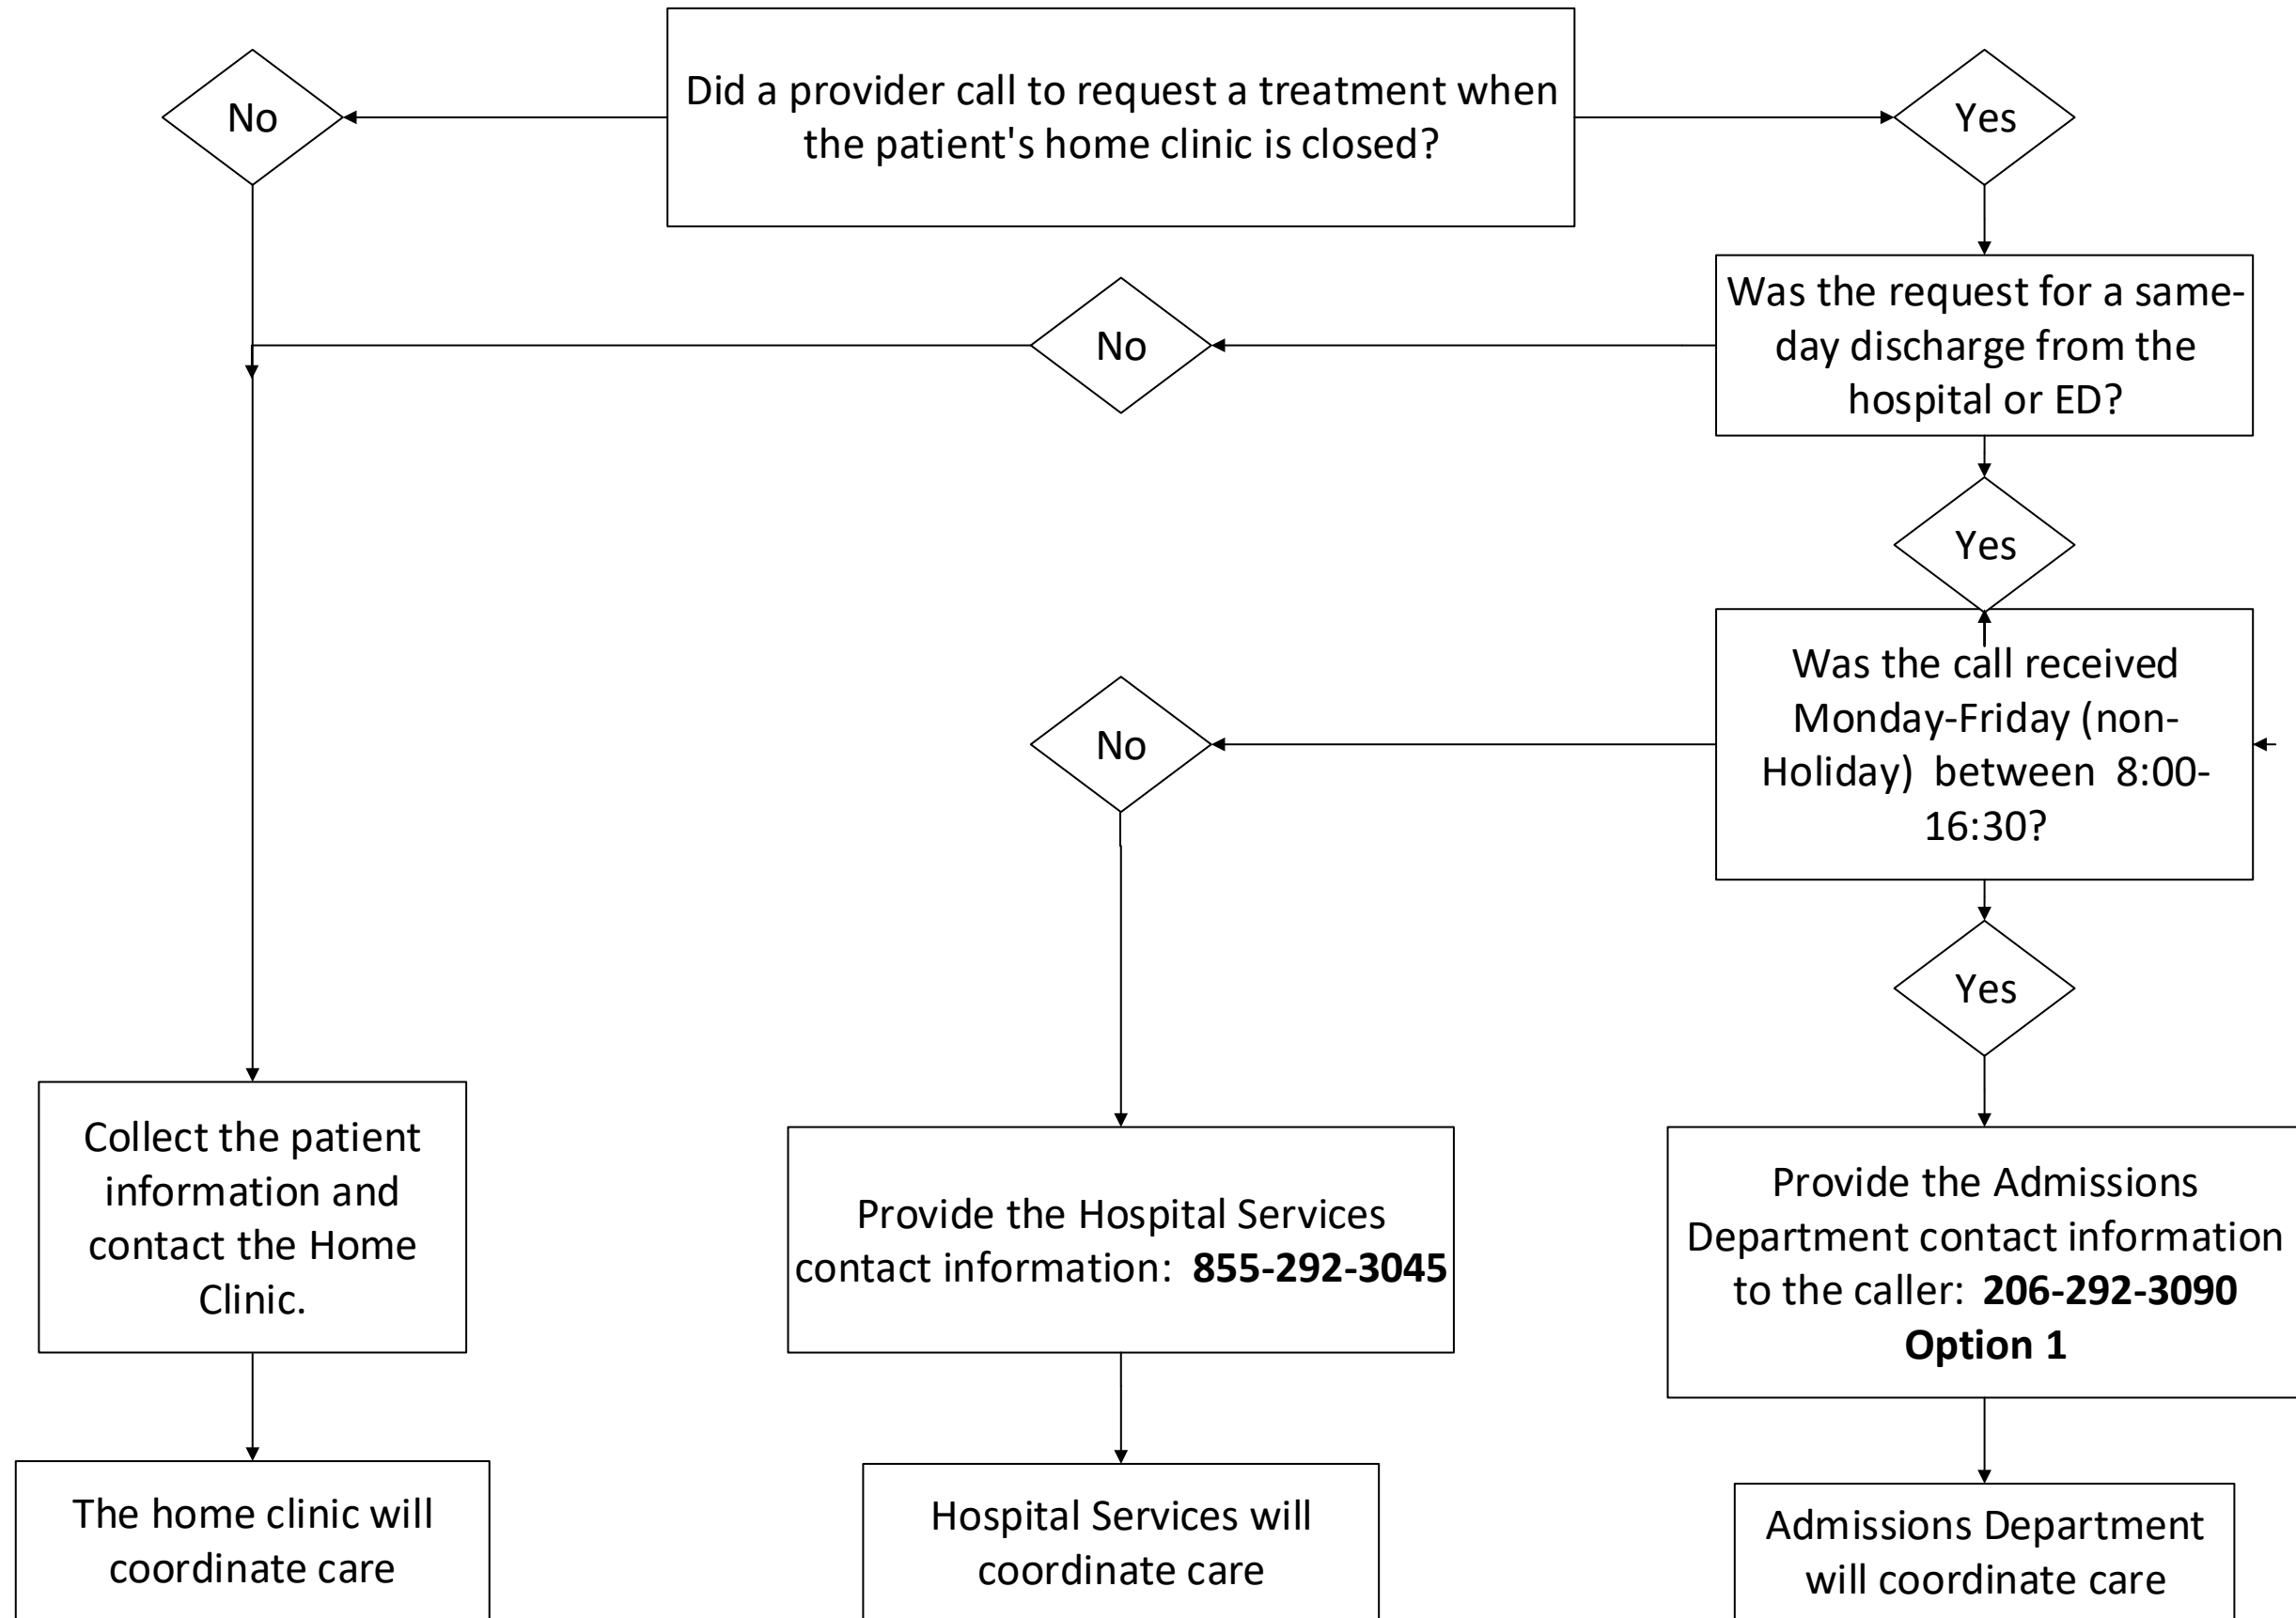 Did a provider call to request a treatment when
the patient's home clinic is closed?
No
Yes
Was the request for a same-
day discharge from the
hospital or ED?
No
Yes
Was the call received
Monday-Friday (non-
Holiday)  between  8:00-
16:30?
No
Yes
Collect the patient
information and
contact the Home
Clinic.
Provide the Hospital Services
contact information:  855-292-3045
Provide the Admissions
Department contact information
to the caller:  206-292-3090
Option 1
The home clinic will
coordinate care
Hospital Services will
coordinate care
Admissions Department
will coordinate care